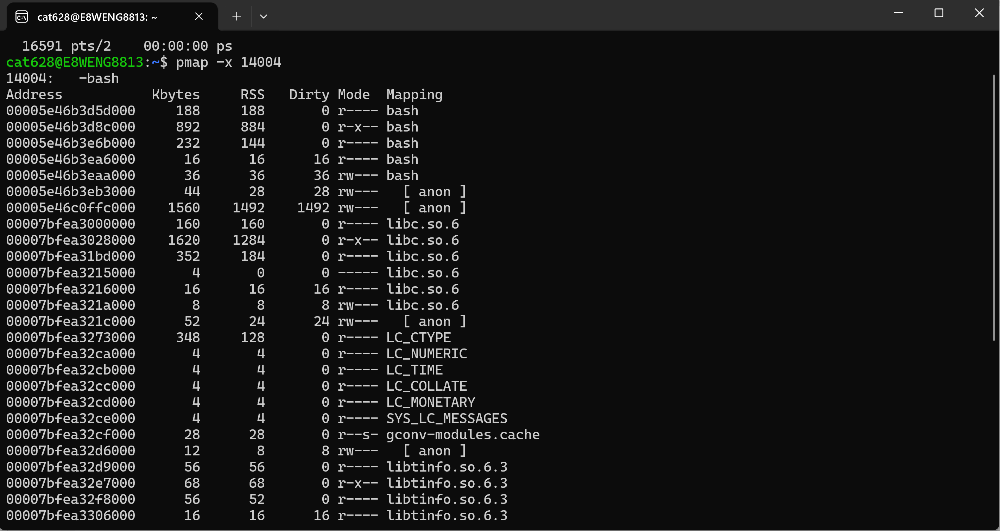 cat628@E8WENG8813: ~
  16591 pts/2    00:00:00 ps
cat628@E8WENG8813:~$ pmap -x 14004
14004:   -bash
Address           Kbytes     RSS   Dirty Mode  Mapping
00005e46b3d5d000     188     188       0 r---- bash
00005e46b3d8c000     892     884       0 r-x-- bash
00005e46b3e6b000     232     144       0 r---- bash
00005e46b3ea6000      16      16      16 r---- bash
00005e46b3eaa000      36      36      36 rw--- bash
00005e46b3eb3000      44      28      28 rw---   [ anon ]
00005e46c0ffc000    1560    1492    1492 rw---   [ anon ]
00007bfea3000000     160     160       0 r---- libc.so.6
00007bfea3028000    1620    1284       0 r-x-- libc.so.6
00007bfea31bd000     352     184       0 r---- libc.so.6
00007bfea3215000       4       0       0 ----- libc.so.6
00007bfea3216000      16      16      16 r---- libc.so.6
00007bfea321a000       8       8       8 rw--- libc.so.6
00007bfea321c000      52      24      24 rw---   [ anon ]
00007bfea3273000     348     128       0 r---- LC_CTYPE
00007bfea32ca000       4       4       0 r---- LC_NUMERIC
00007bfea32cb000       4       4       0 r---- LC_TIME
00007bfea32cc000       4       4       0 r---- LC_COLLATE
00007bfea32cd000       4       4       0 r---- LC_MONETARY
00007bfea32ce000       4       4       0 r---- SYS_LC_MESSAGES
00007bfea32cf000      28      28       0 r--s- gconv-modules.cache
00007bfea32d6000      12       8       8 rw---   [ anon ]
00007bfea32d9000      56      56       0 r---- libtinfo.so.6.3
00007bfea32e7000      68      68       0 r-x-- libtinfo.so.6.3
00007bfea32f8000      56      52       0 r---- libtinfo.so.6.3
00007bfea3306000      16      16      16 r---- libtinfo.so.6.3